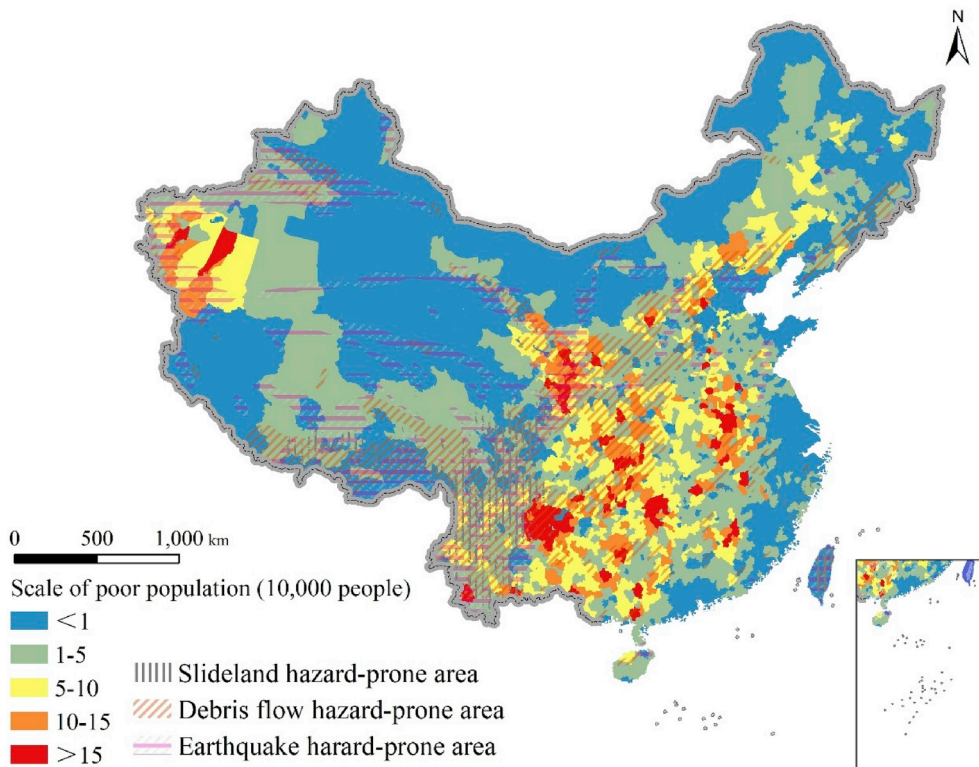 N
0 500 1,000 km
Scale of poor population (10,000 people)
<1
1-5
5-10
10-15
>15
Slideland hazard-prone area
Debris flow hazard-prone area
Earthquake harard-prone area